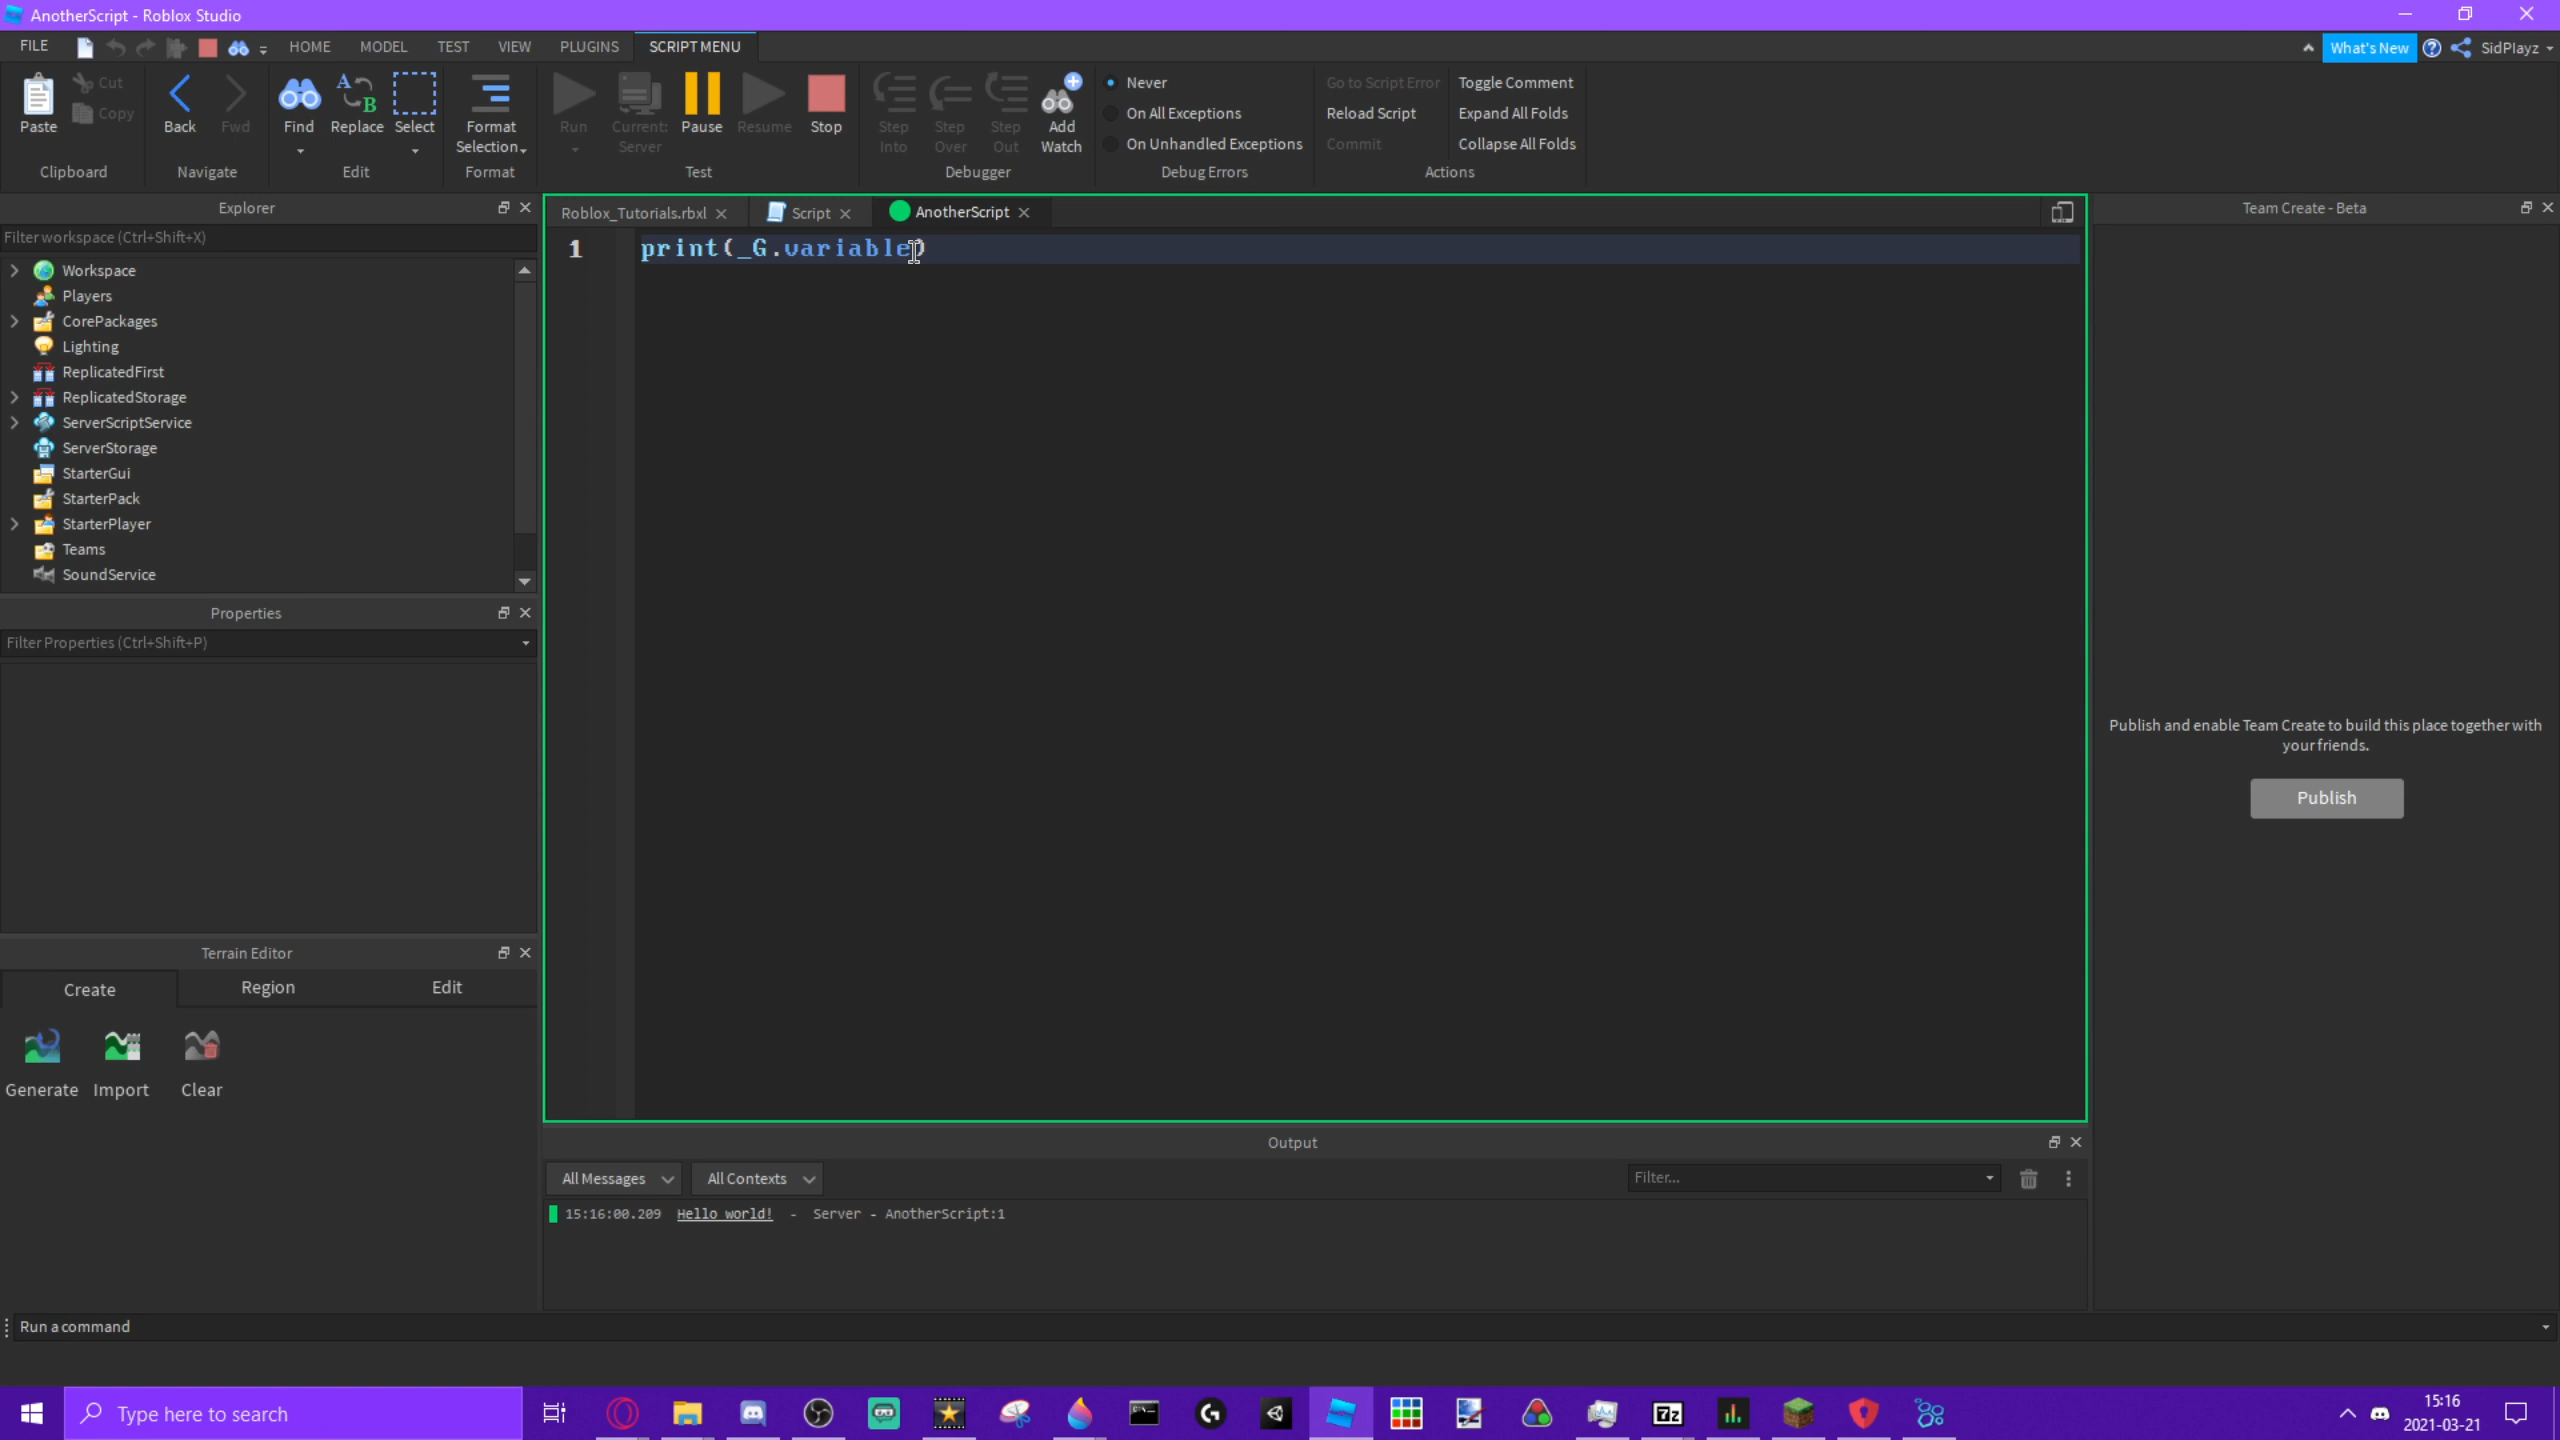 AnotherScript - Roblox Studio
FILE HOME MODEL TEST VIEW PLUGINS SCRIPT MENU What's New SidPlayz
Paste Cut Copy Back Fwd Find Replace Select Format Selection Run Current: Server Pause Resume Stop Step Into Step Over Step Out Add Watch
Never
On All Exceptions
On Unhandled Exceptions
Go to Script Error Toggle Comment
Reload Script Expand All Folds
Commit Collapse All Folds
Clipboard Navigate Edit Format Test Debugger Debug Errors Actions
Explorer
Filter workspace (Ctrl+Shift+X)
Workspace
Players
CorePackages
Lighting
ReplicatedFirst
ReplicatedStorage
ServerScriptService
ServerStorage
StarterGui
StarterPack
StarterPlayer
Teams
SoundService
Properties
Filter Properties (Ctrl+Shift+P)
Terrain Editor
Create Region Edit
Generate Import Clear
Roblox_Tutorials.rbxl Script AnotherScript
1 print(_G.variable)
Output
All Messages All Contexts Filter...
15:16:00.209 Hello world! - Server - AnotherScript:1
Team Create - Beta
Publish and enable Team Create to build this place together with
your friends.
Publish
Run a command
Type here to search
7z
15:16
2021-03-21